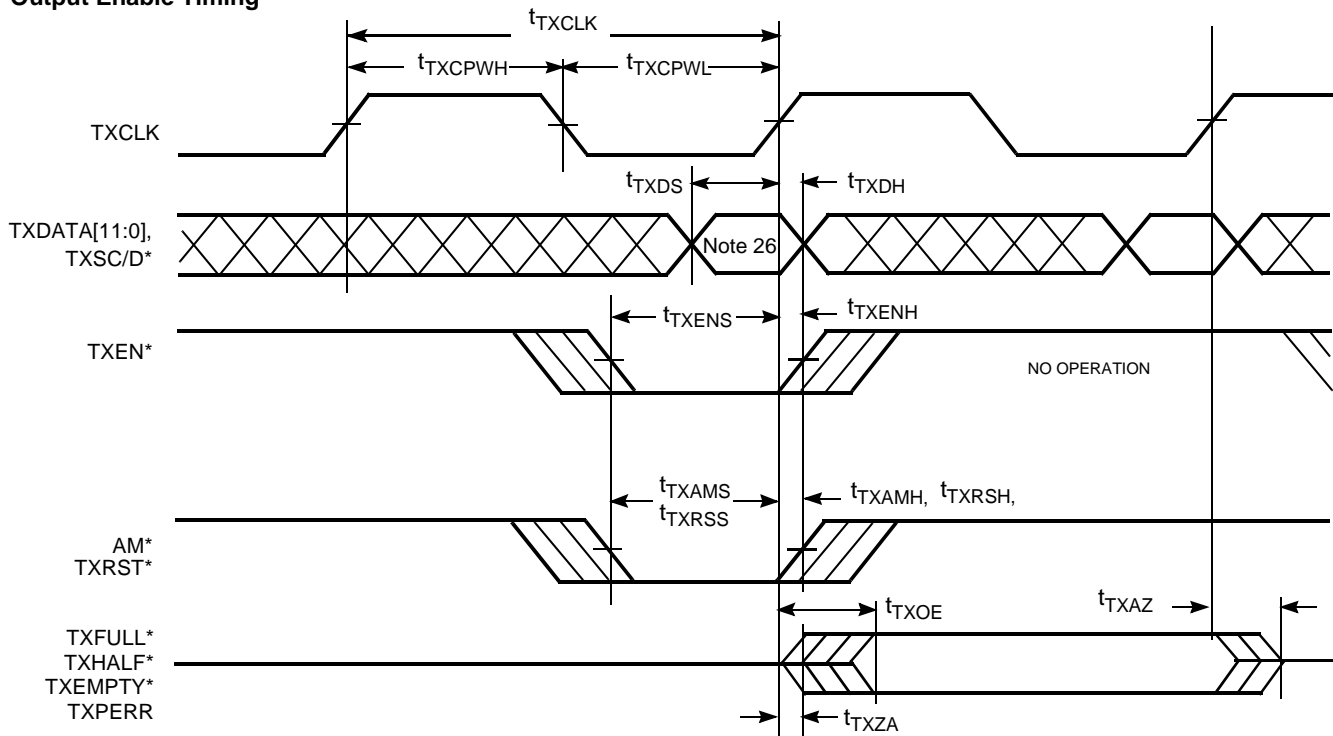 Output Enable Timing
tTXCLK
tTXCPWH
tTXCPWL
TXCLK
tTXDS
tTXDH
TXDATA[11:0],
TXSC/D*
Note 26
tTXENS
tTXENH
TXEN*
NO OPERATION
tTXAMS
tTXRSS
tTXAMH, tTXRSH,
AM*
TXRST*
tTXOE
tTXAZ
TXFULL*
TXHALF*
TXEMPTY*
TXPERR
tTXZA